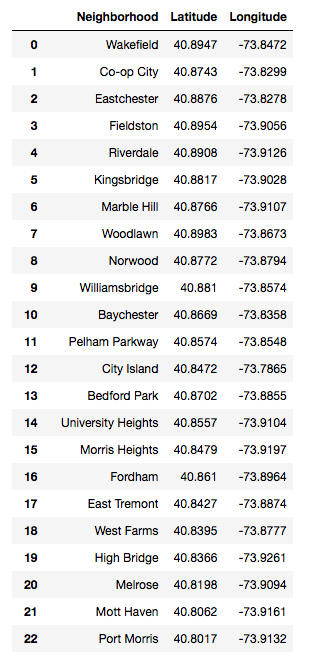 Neighborhood Latitude Longitude
0 Wakefield 40.8947 -73.8472
1 Co-op City 40.8743 -73.8299
2 Eastchester 40.8876 -73.8278
3 Fieldston 40.8954 -73.9056
4 Riverdale 40.8908 -73.9126
5 Kingsbridge 40.8817 -73.9028
6 Marble Hill 40.8766 -73.9107
7 Woodlawn 40.8983 -73.8673
8 Norwood 40.8772 -73.8794
9 Williamsbridge 40.881 -73.8574
10 Baychester 40.8669 -73.8358
11 Pelham Parkway 40.8574 -73.8548
12 City Island 40.8472 -73.7865
13 Bedford Park 40.8702 -73.8855
14 University Heights 40.8557 -73.9104
15 Morris Heights 40.8479 -73.9197
16 Fordham 40.861 -73.8964
17 East Tremont 40.8427 -73.8874
18 West Farms 40.8395 -73.8777
19 High Bridge 40.8366 -73.9261
20 Melrose 40.8198 -73.9094
21 Mott Haven 40.8062 -73.9161
22 Port Morris 40.8017 -73.9132